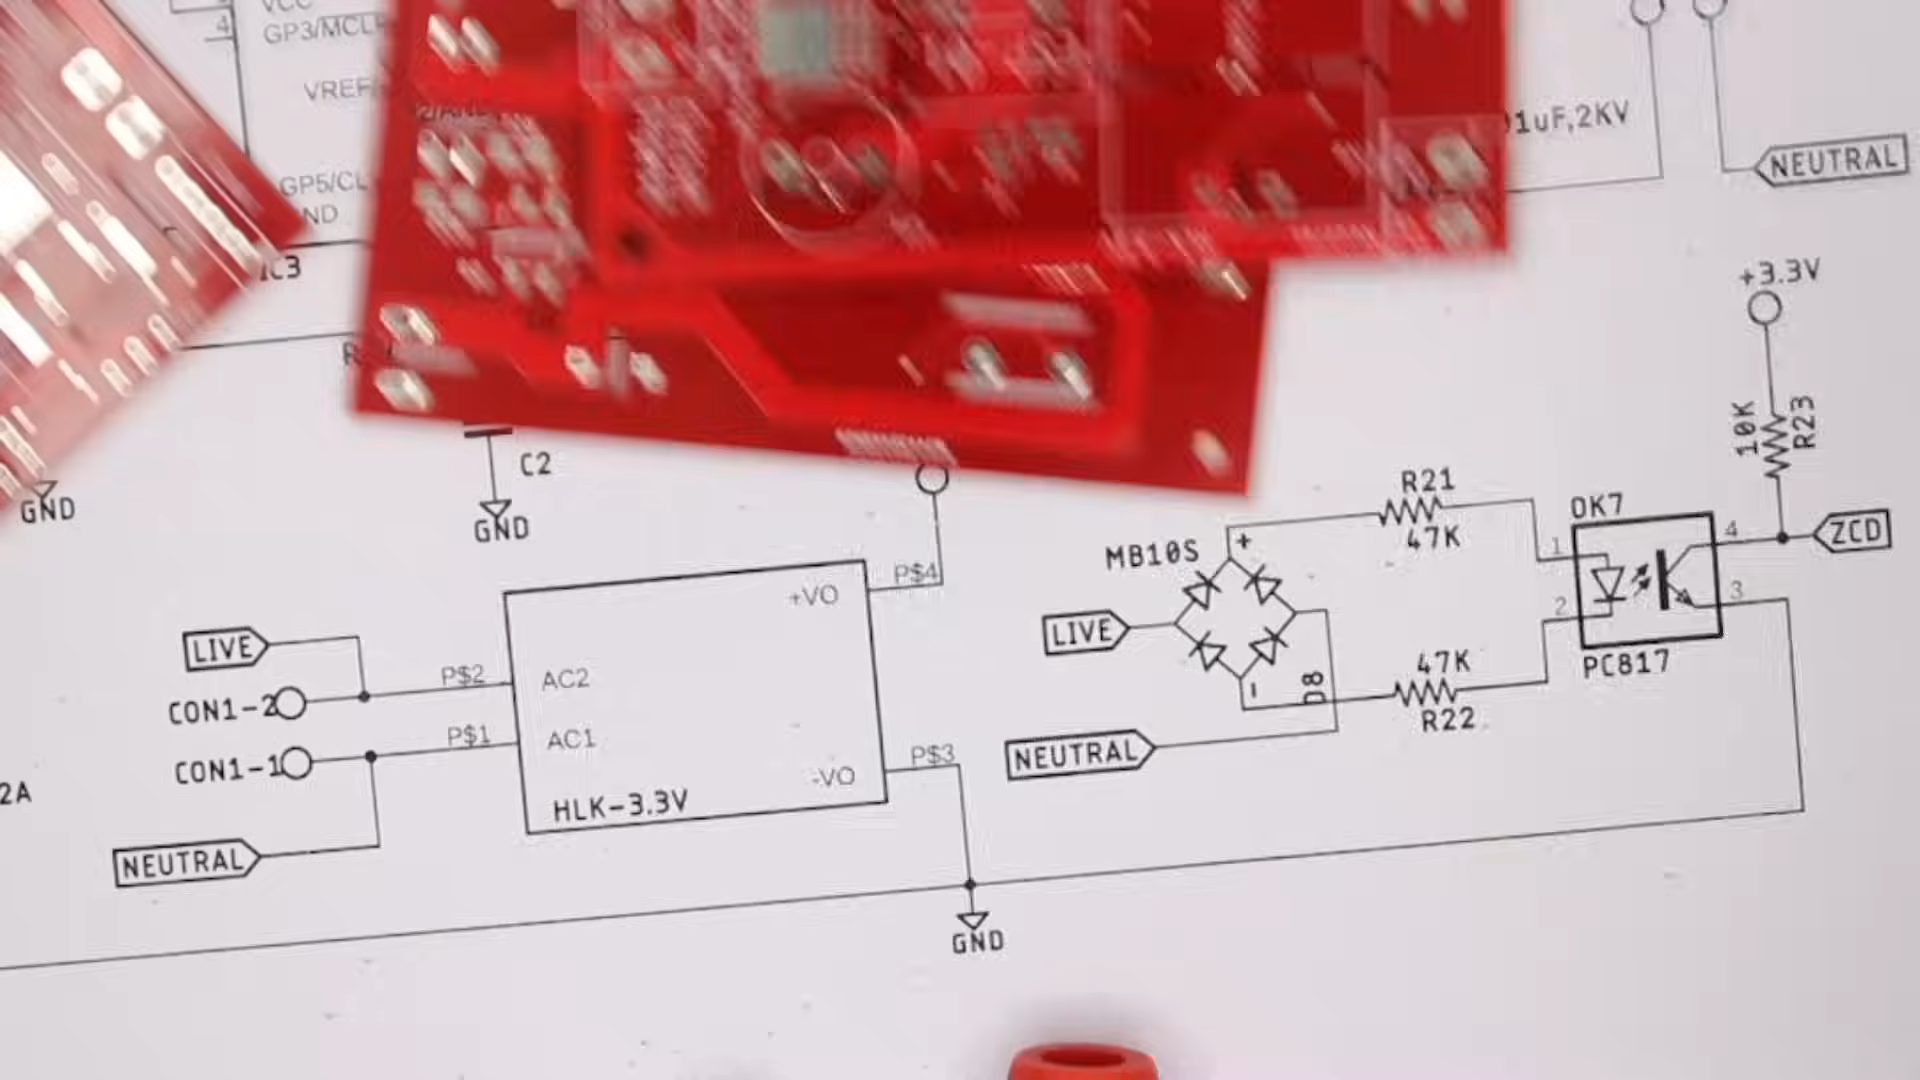 4
GP3/MCL
VREF/
GP5/CL
ND
IC3
R
GND
C2
GND
1uF,2KV
NEUTRAL
+3.3V
10K
R23
R21
47K
OK7
1
4
ZCD
MB10S
+
LIVE
2
3
PC817
47K
R22
-
D8
NEUTRAL
P$4
+VO
LIVE
P$2
AC2
CON1-2
P$1
AC1
CON1-1
P$3
-VO
HLK-3.3V
2A
NEUTRAL
GND